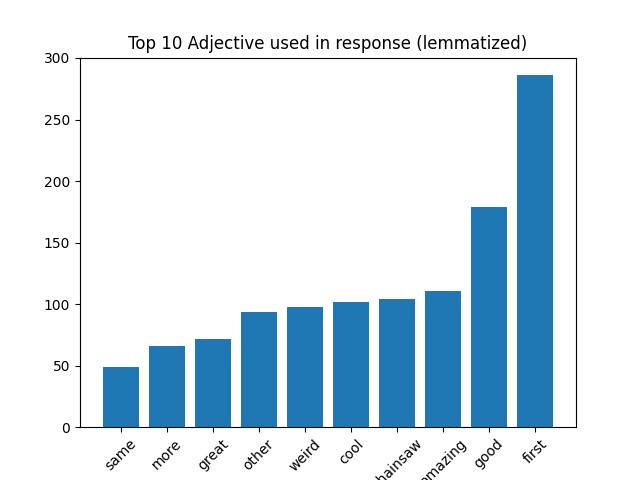 Top 10 Adjective used in response (lemmatized)
300
250
200
150
100
50
0
same
more
great
other
weird
cool
hainsaw
amazing
good
first